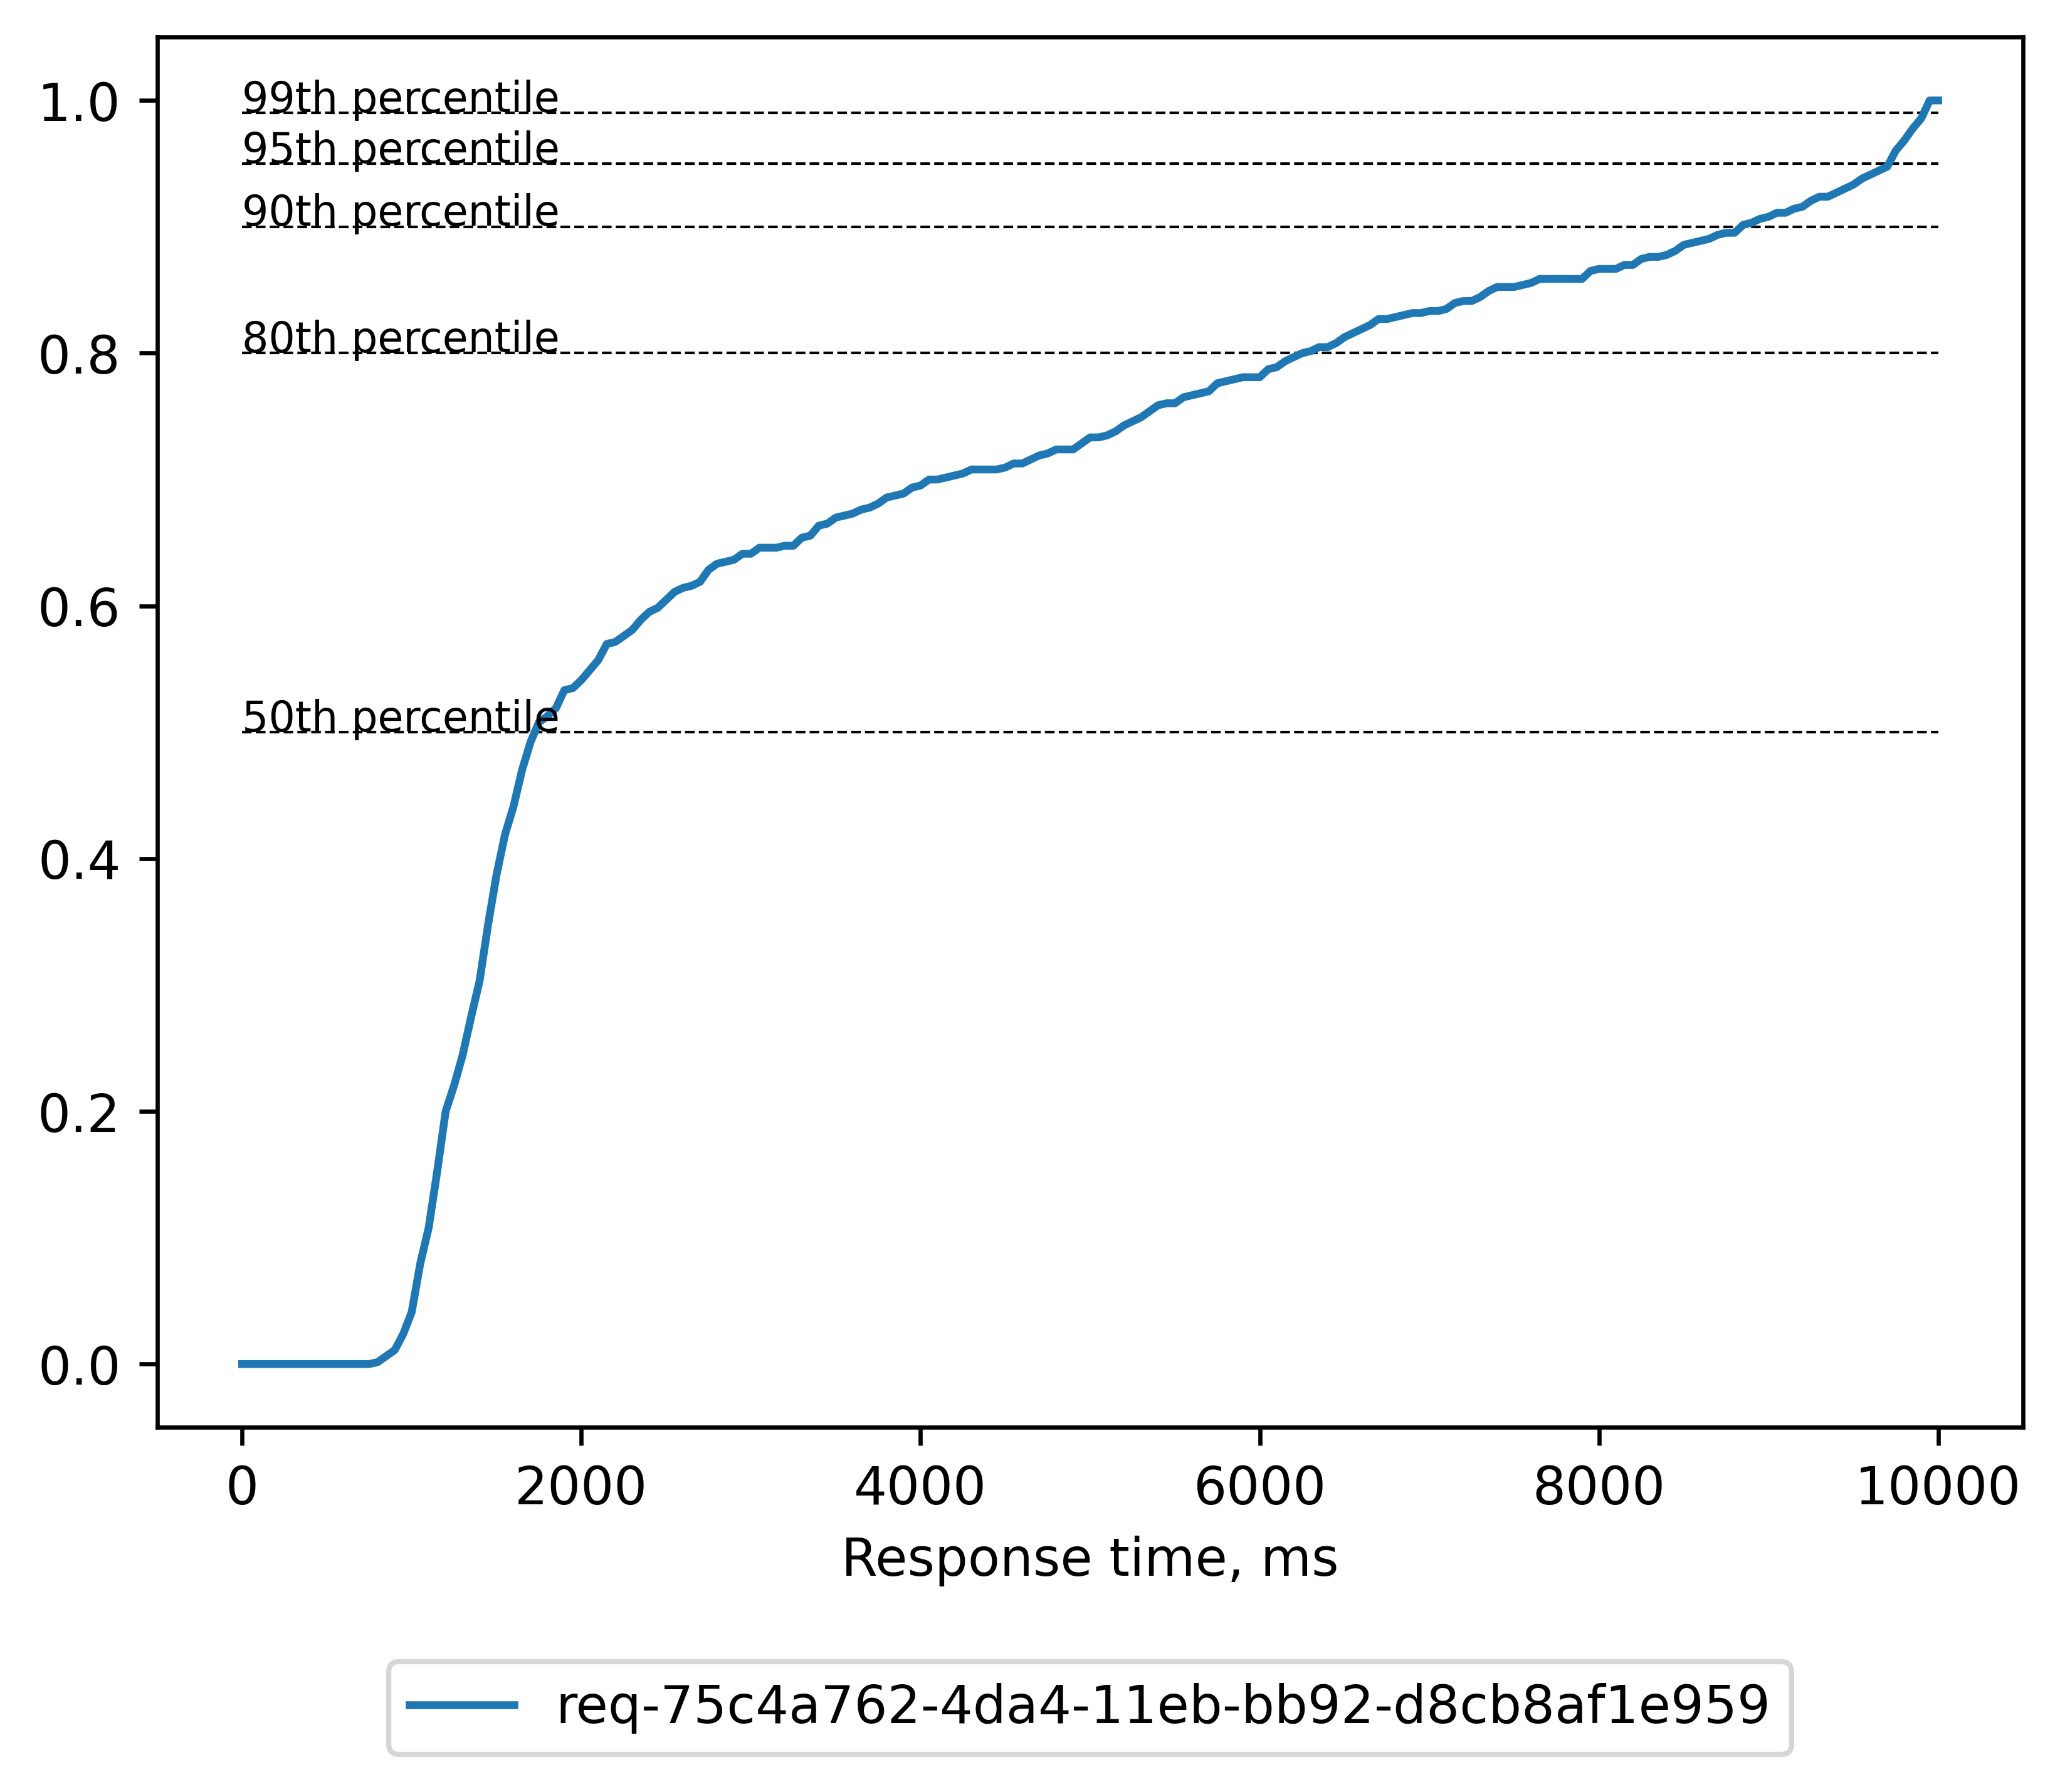 1.0
0.8
0.6
0.4
0.2
0.0
99th percentile
95th percentile
90th percentile
80th percentile
50th percentile
0 2000 4000 6000 8000 10000
Response time, ms
req-75c4a762-4da4-11eb-bb92-d8cb8af1e959